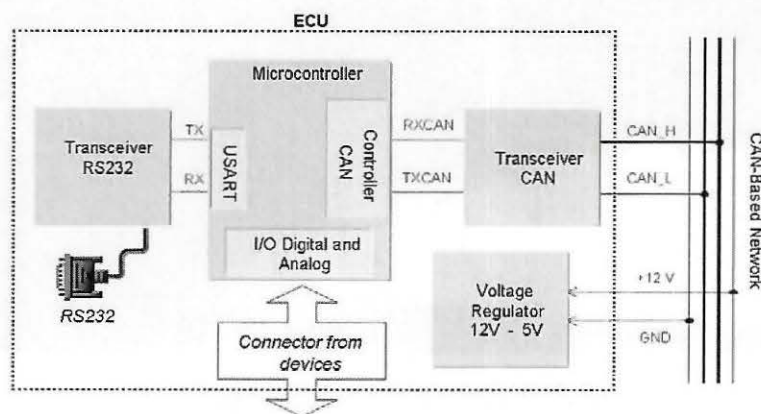 ECU
Microcontroller
Transceiver
RS232
TX
RX
USART
Controller
CAN
I/O Digital and
Analog
RXCAN
TXCAN
Transceiver
CAN
CAN_H
CAN_L
CAN-Based Network
Voltage
Regulator
12V - 5V
+12 V
GND
RS232
Connector from
devices